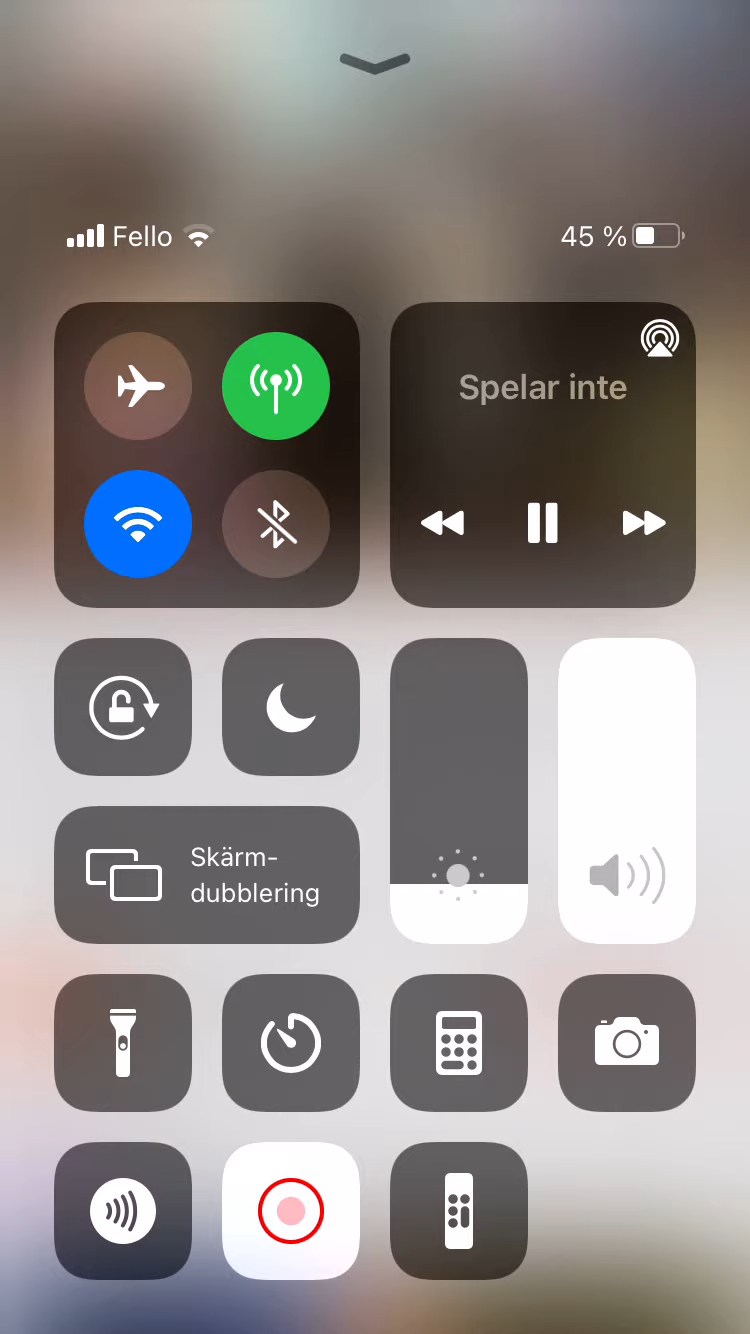 Fello
45 %
Spelar inte
Skärm-
dubblering